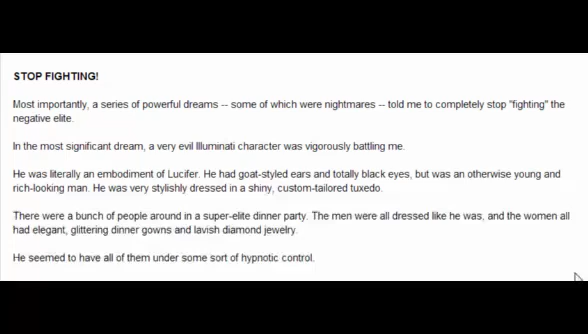 STOP FIGHTING!
Most importantly, a series of powerful dreams -- some of which were nightmares -- told me to completely stop "fighting" the
negative elite.
In the most significant dream, a very evil Illuminati character was vigorously battling me.
He was literally an embodiment of Lucifer. He had goat-styled ears and totally black eyes, but was an otherwise young and
rich-looking man. He was very stylishly dressed in a shiny, custom-tailored tuxedo.
There were a bunch of people around in a super-elite dinner party. The men were all dressed like he was, and the women all
had elegant, glittering dinner gowns and lavish diamond jewelry.
He seemed to have all of them under some sort of hypnotic control.